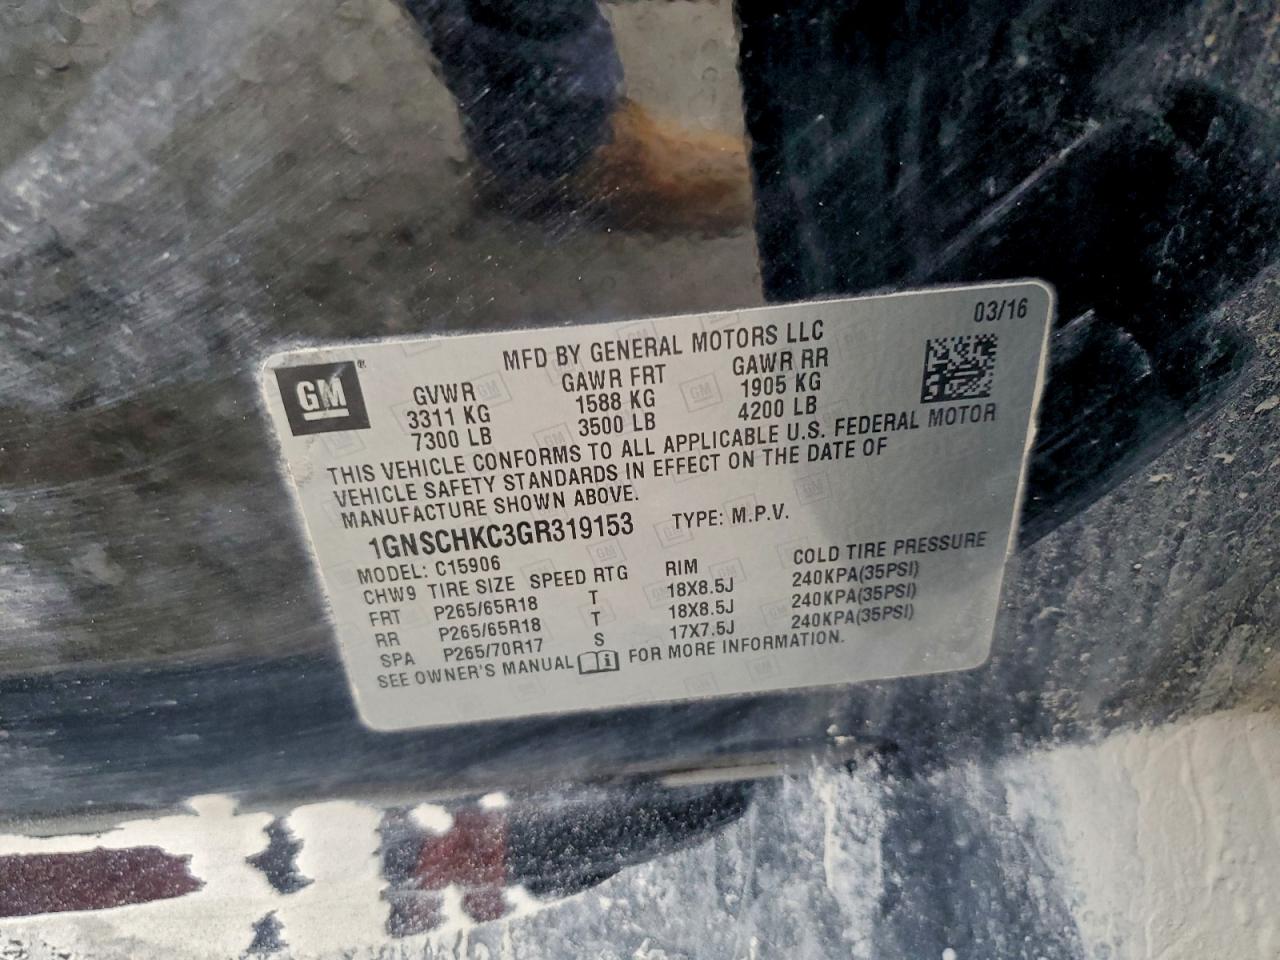 03/16
MFD BY GENERAL MOTORS LLC
GM®
GVWR GAWR FRT GAWR RR
3311 KG 1588 KG 1905 KG
7300 LB 3500 LB 4200 LB
THIS VEHICLE CONFORMS TO ALL APPLICABLE U.S. FEDERAL MOTOR
VEHICLE SAFETY STANDARDS IN EFFECT ON THE DATE OF
MANUFACTURE SHOWN ABOVE.
1GNSCHKC3GR319153 TYPE: M.P.V.
MODEL: C15906
CHW9 TIRE SIZE SPEED RTG RIM COLD TIRE PRESSURE
FRT P265/65R18 T 18X8.5J 240KPA(35PSI)
RR P265/65R18 T 18X8.5J 240KPA(35PSI)
SPA P265/70R17 S 17X7.5J 240KPA(35PSI)
SEE OWNER'S MANUAL FOR MORE INFORMATION.